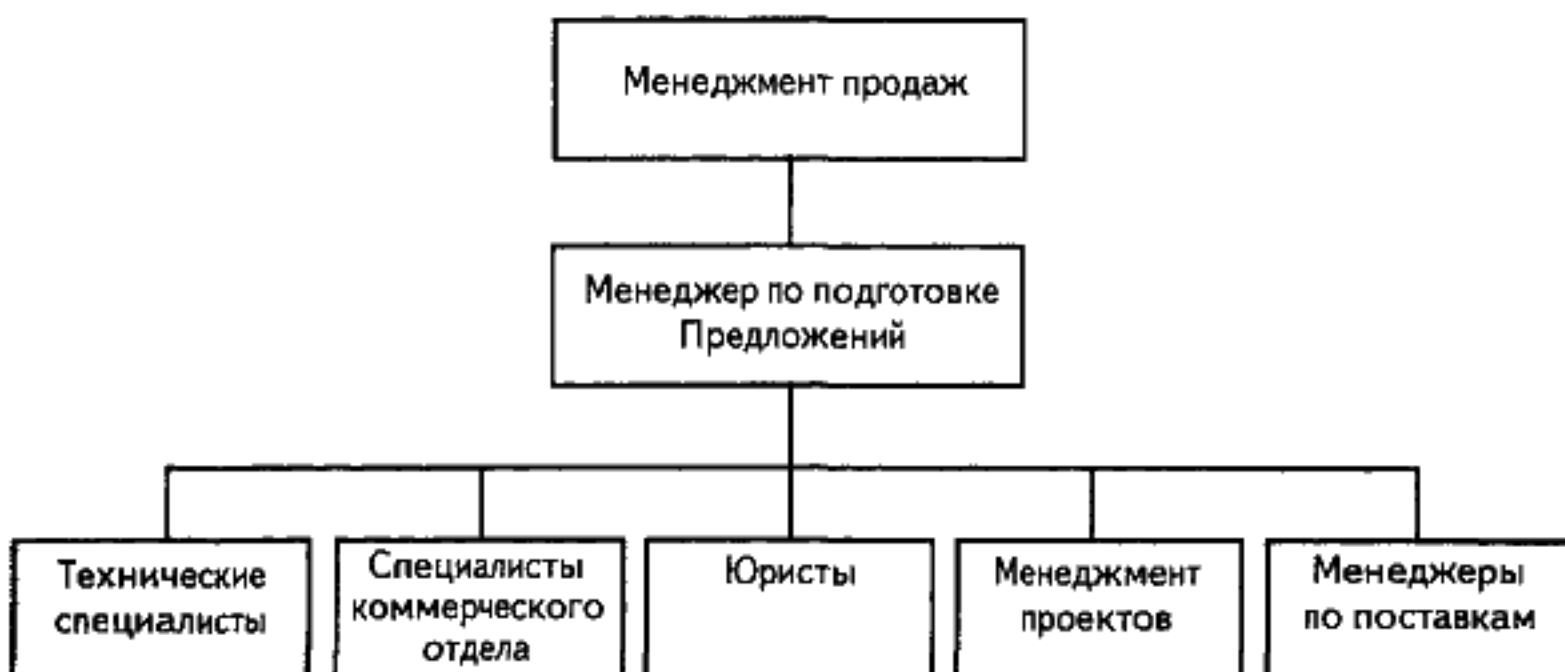 Менеджмент продаж
Менеджер по подготовке
Предложений
Технические
специалисты
Специалисты
коммерческого
отдела
Юристы
Менеджмент
проектов
Менеджеры
по поставкам